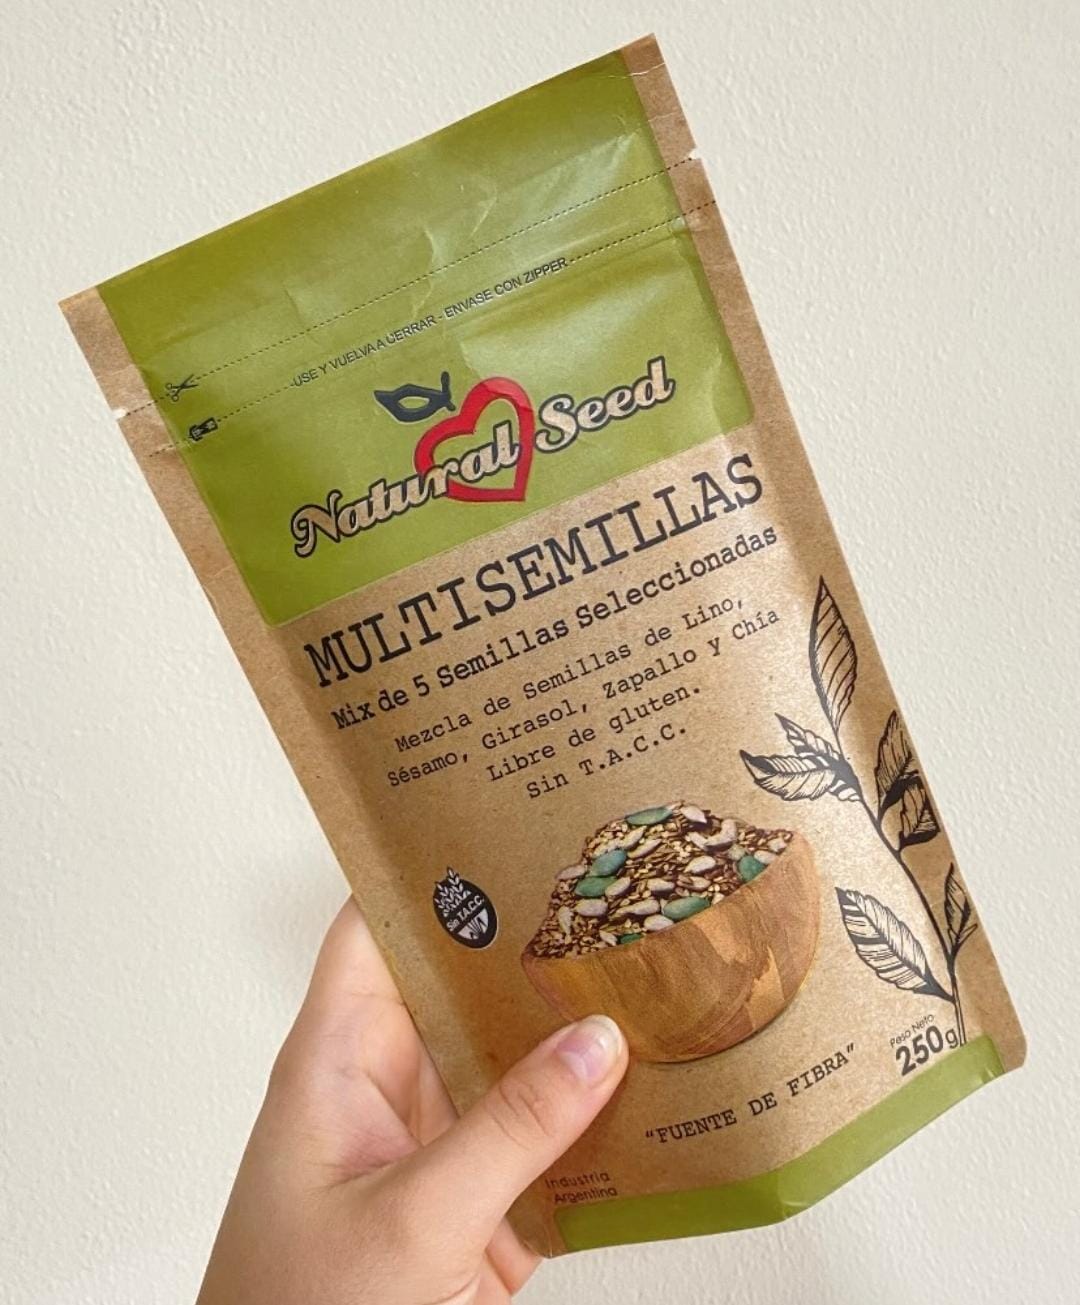 USE Y VUELVA A CERRAR - ENVASE CON ZIPPER
Natural Seed
MULTISEMILLAS
Mix de 5 Semillas Seleccionadas
Mezcla de Semillas de Lino,
Sésamo, Girasol, Zapallo y Chía
Libre de gluten.
Sin T.A.C.C.
Sin T.A.C.C.
Peso Neto
250g
"FUENTE DE FIBRA"
Industria
Argentina